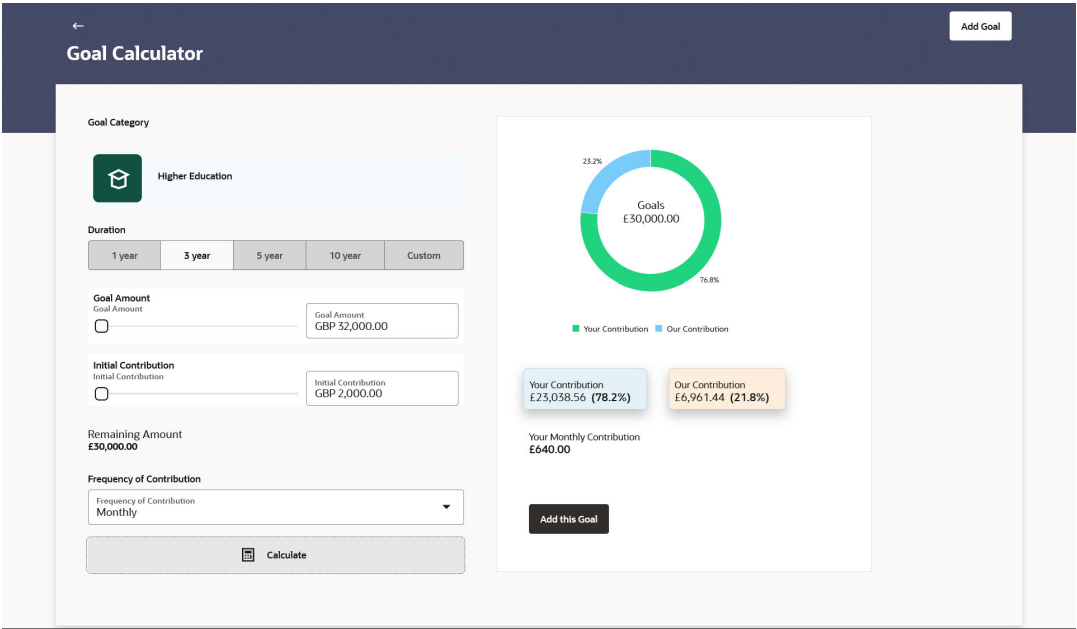 Add Goal
Goal Calculator
Goal Category
Higher Education
Duration
1 year 3 year 5 year 10 year Custom
Goal Amount
Goal Amount
Goal Amount
GBP 32,000.00
Initial Contribution
Initial Contribution
Initial Contribution
GBP 2,000.00
Remaining Amount
£30,000.00
Frequency of Contribution
Frequency of Contribution
Monthly
Calculate
23.2%
Goals
£30,000.00
76.8%
Your Contribution Our Contribution
Your Contribution
£23,038.56 (78.2%)
Our Contribution
£6,961.44 (21.8%)
Your Monthly Contribution
£640.00
Add this Goal